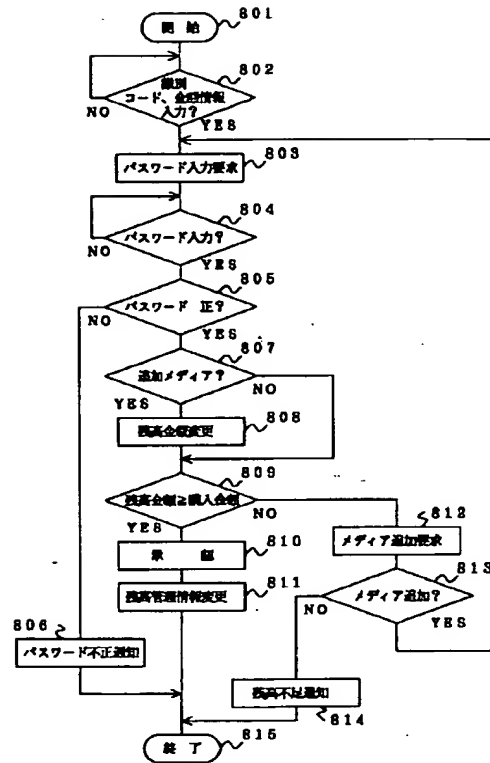 開 始
801
識別
コード、金額情報
入力?
802
NO
YES
パスワード入力要求
803
パスワード入力?
804
NO
YES
パスワード 正?
805
NO
YES
追加メディア?
807
NO
YES
残高金額変更
808
残高金額≧購入金額
809
NO
YES
承 認
810
メディア追加要求
812
残高管理情報変更
811
メディア追加?
813
NO
YES
806
パスワード不正通知
残高不足通知
814
終 了
815